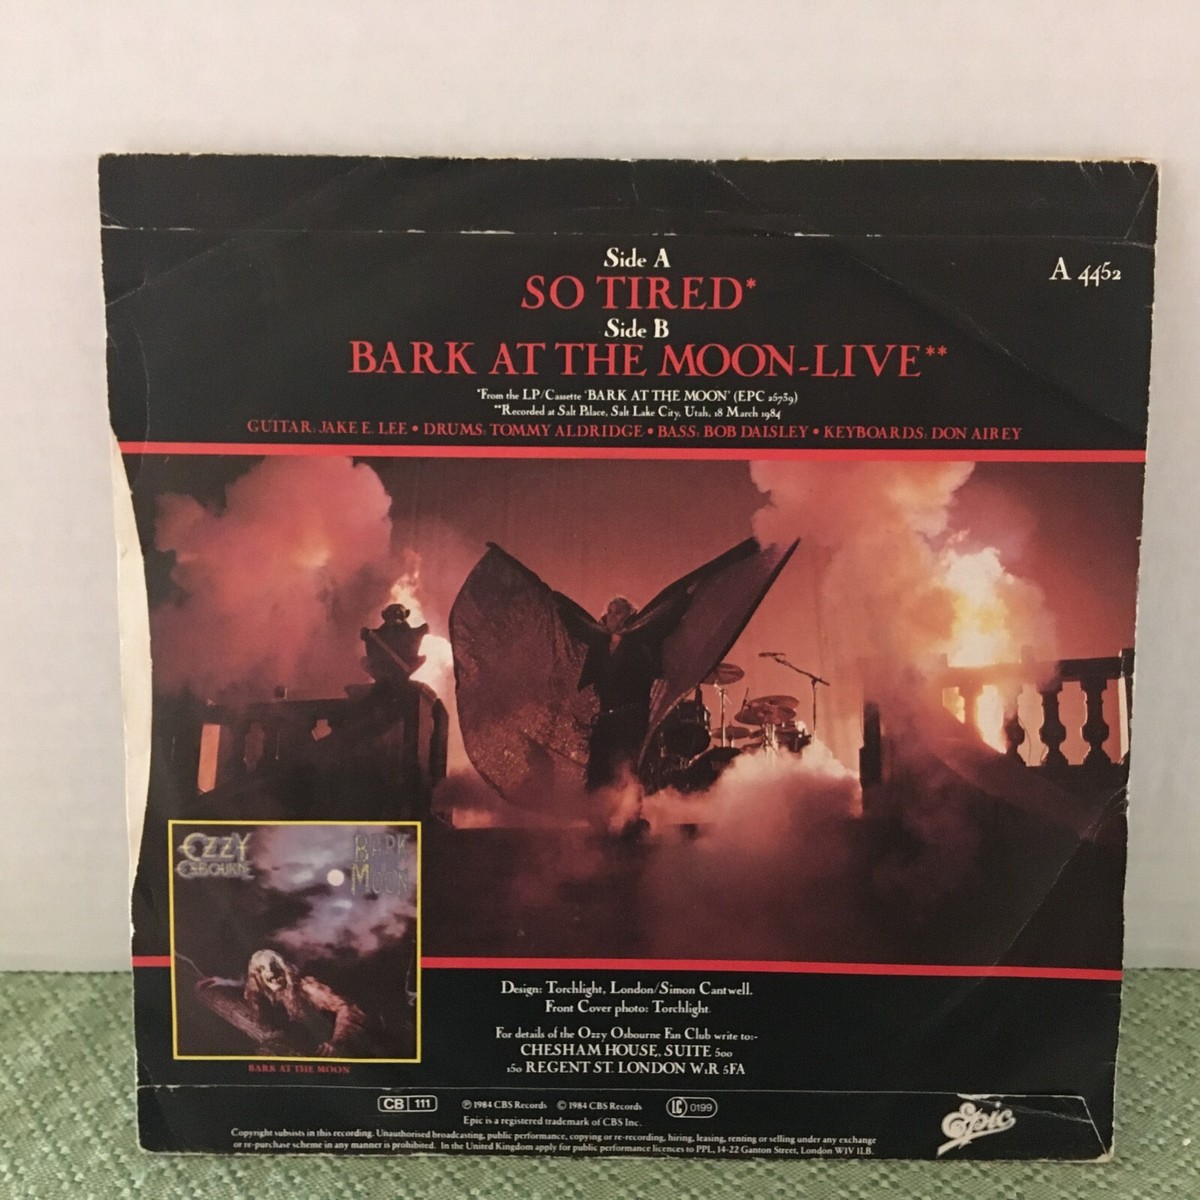 Side A
A 4452
SO TIRED*
Side B
BARK AT THE MOON-LIVE**
*From the LP/Cassette 'BARK AT THE MOON' (EPC 25739)
**Recorded at Salt Palace, Salt Lake City, Utah, 18 March 1984
GUITAR: JAKE E. LEE • DRUMS: TOMMY ALDRIDGE • BASS: BOB DAISLEY • KEYBOARDS: DON AIREY
OZZY
OSBOURNE
BARK
MOON
BARK AT THE MOON
Design: Torchlight, London/Simon Cantwell.
Front Cover photo: Torchlight.
For details of the Ozzy Osbourne Fan Club write to:-
CHESHAM HOUSE, SUITE 500
150 REGENT ST. LONDON W1R 5FA
CB 111
℗ 1984 CBS Records © 1984 CBS Records
LC 0199
Epic is a registered trademark of CBS Inc.
Epic
Copyright subsists in this recording. Unauthorised broadcasting, public performance, copying or re-recording, hiring, leasing, renting or selling under any exchange
or re-purchase scheme in any manner is prohibited. In the United Kingdom apply for public performance licences to PPL, 14-22 Ganton Street, London W1V 1LB.